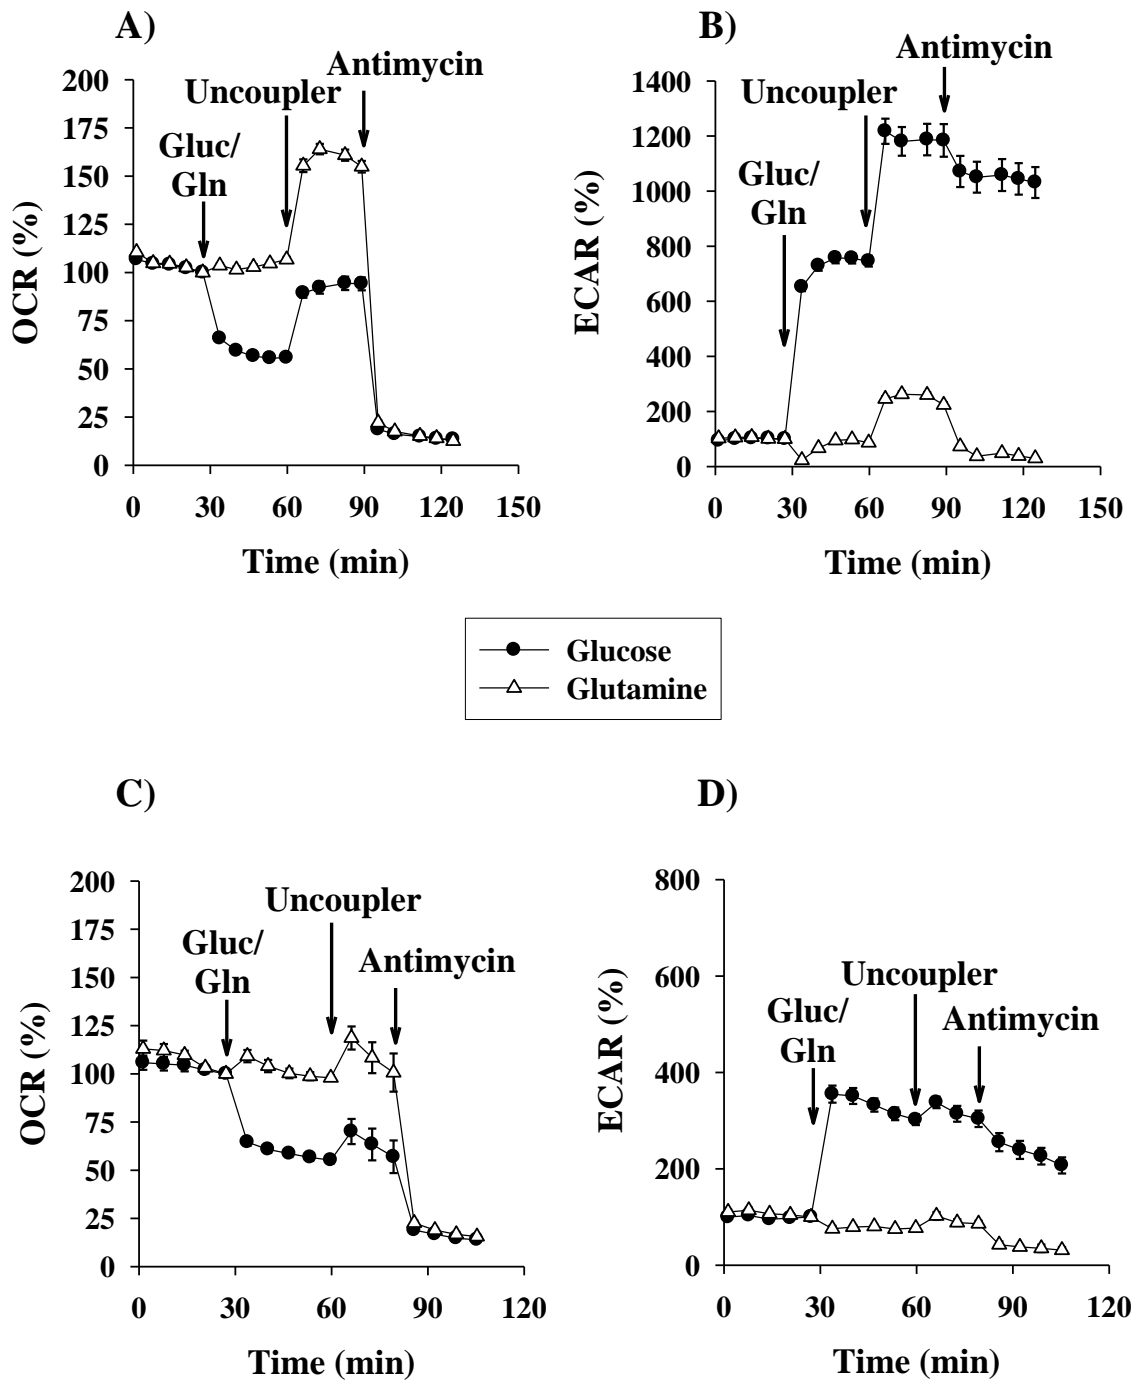 A)
B)
Antimycin
Uncoupler
Gluc/
Gln
200
175
150
125
100
75
50
25
0
OCR (%)
0 30 60 90 120 150
Time (min)
Antimycin
Uncoupler
Gluc/
Gln
1400
1200
1000
800
600
400
200
0
ECAR (%)
0 30 60 90 120 150
Time (min)
Glucose
Glutamine
C)
D)
Uncoupler
Gluc/
Gln
Antimycin
200
175
150
125
100
75
50
25
0
OCR (%)
0 30 60 90 120
Time (min)
Uncoupler
Gluc/
Gln
Antimycin
800
600
400
200
0
ECAR (%)
0 30 60 90 120
Time (min)